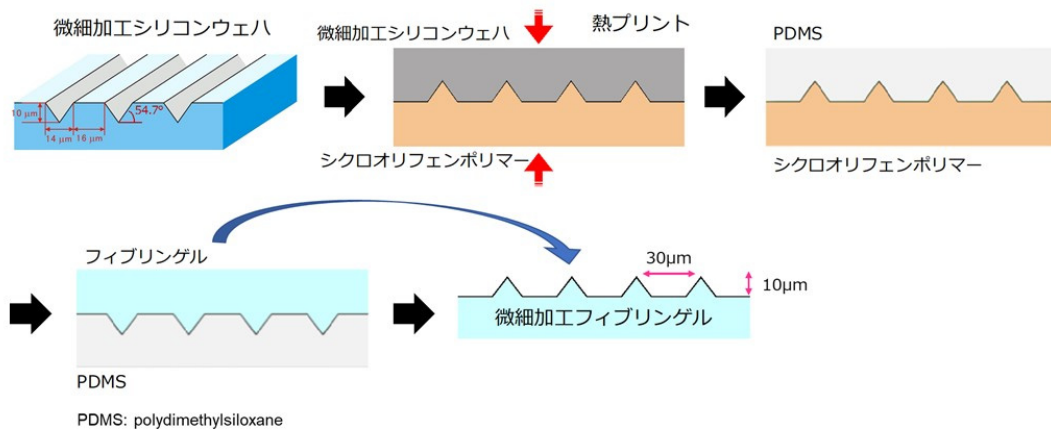 微細加工シリコンウェハ
10 μm
54.7°
14 μm
16 μm
微細加工シリコンウェハ
熱プリント
シクロオリフェンポリマー
PDMS
シクロオリフェンポリマー
フィブリンゲル
PDMS
30μm
10μm
微細加工フィブリンゲル
PDMS: polydimethylsiloxane